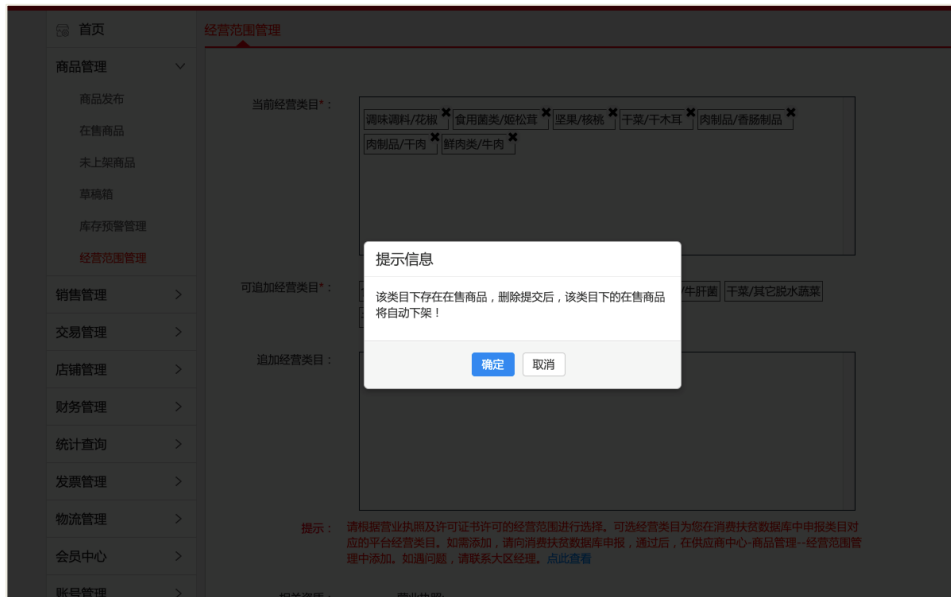 首页
经营范围管理
商品管理
商品发布
在售商品
未上架商品
草稿箱
库存预警管理
经营范围管理
销售管理
交易管理
店铺管理
财务管理
统计查询
发票管理
物流管理
会员中心
账号管理
当前经营类目*：
调味调料/花椒 食用菌类/姬松茸 坚果/核桃 干菜/干木耳 肉制品/香肠制品
肉制品/干肉 鲜肉类/牛肉
可追加经营类目*：
/牛肝菌 干菜/其它脱水蔬菜
提示信息
该类目下存在在售商品，删除提交后，该类目下的在售商品
将自动下架！
确定 取消
追加经营类目：
提示： 请根据营业执照及许可证书许可的经营范围进行选择。可选经营类目为您在消费扶贫数据库中申报类目对
应的平台经营类目。如需添加，请向消费扶贫数据库申报，通过后，在供应商中心-商品管理--经营范围管
理中添加。如遇问题，请联系大区经理。点此查看
相关资质： 营业执照: